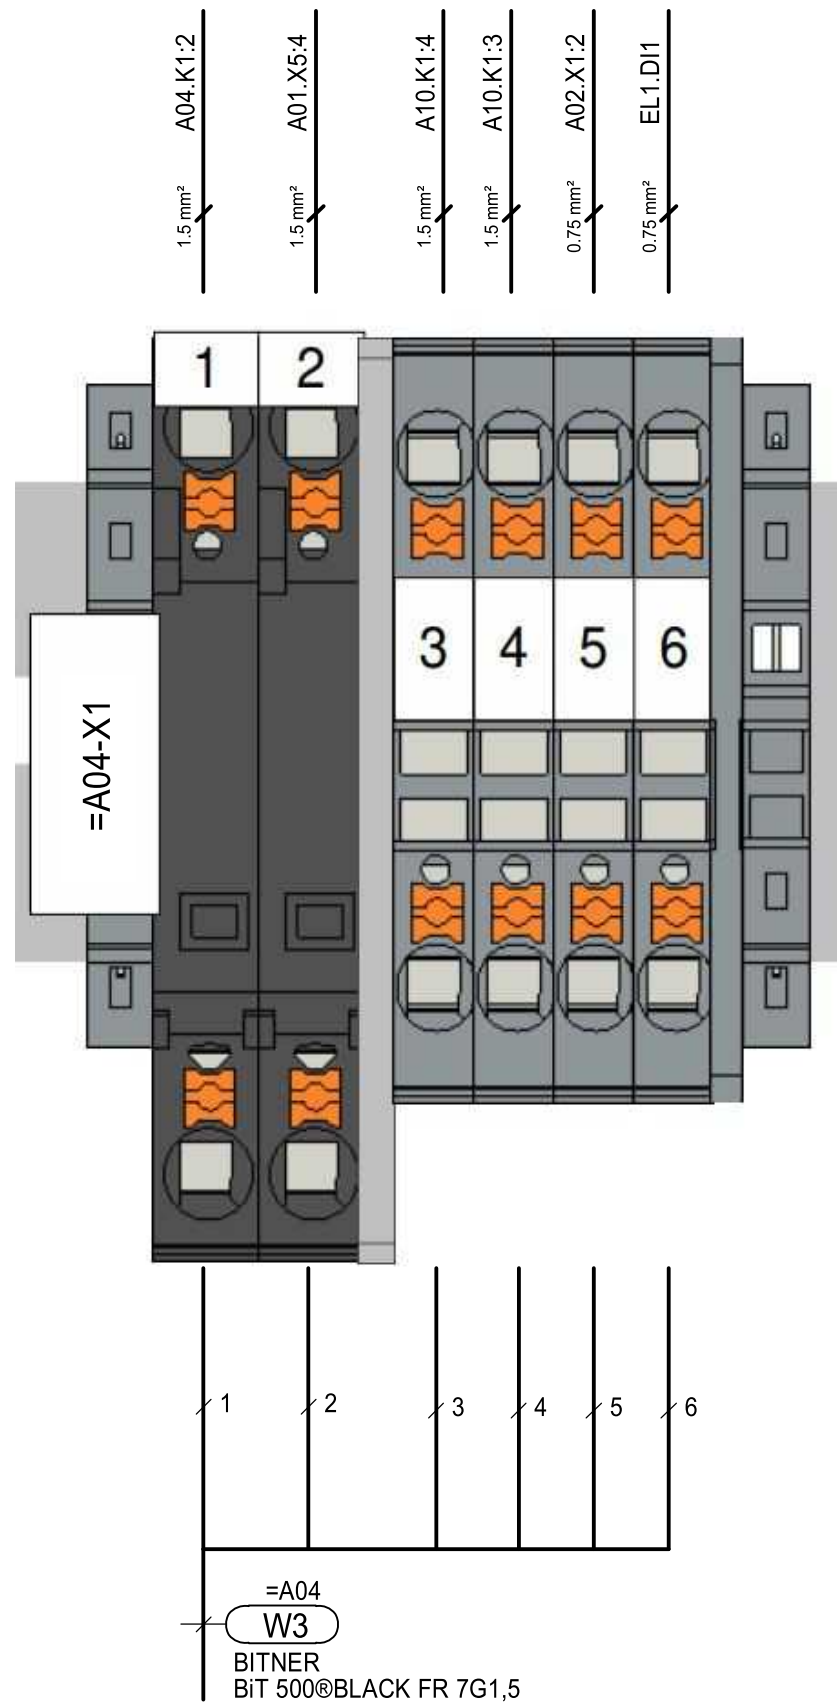 A04.K1:2
A01.X5:4
A10.K1:4
A10.K1:3
A02.X1:2
EL1.DI1
1.5 mm²
1.5 mm²
1.5 mm²
1.5 mm²
0.75 mm²
0.75 mm²
1
2
3
4
5
6
=A04-X1
1
2
3
4
5
6
=A04
W3
BITNER
BiT 500®BLACK FR 7G1,5